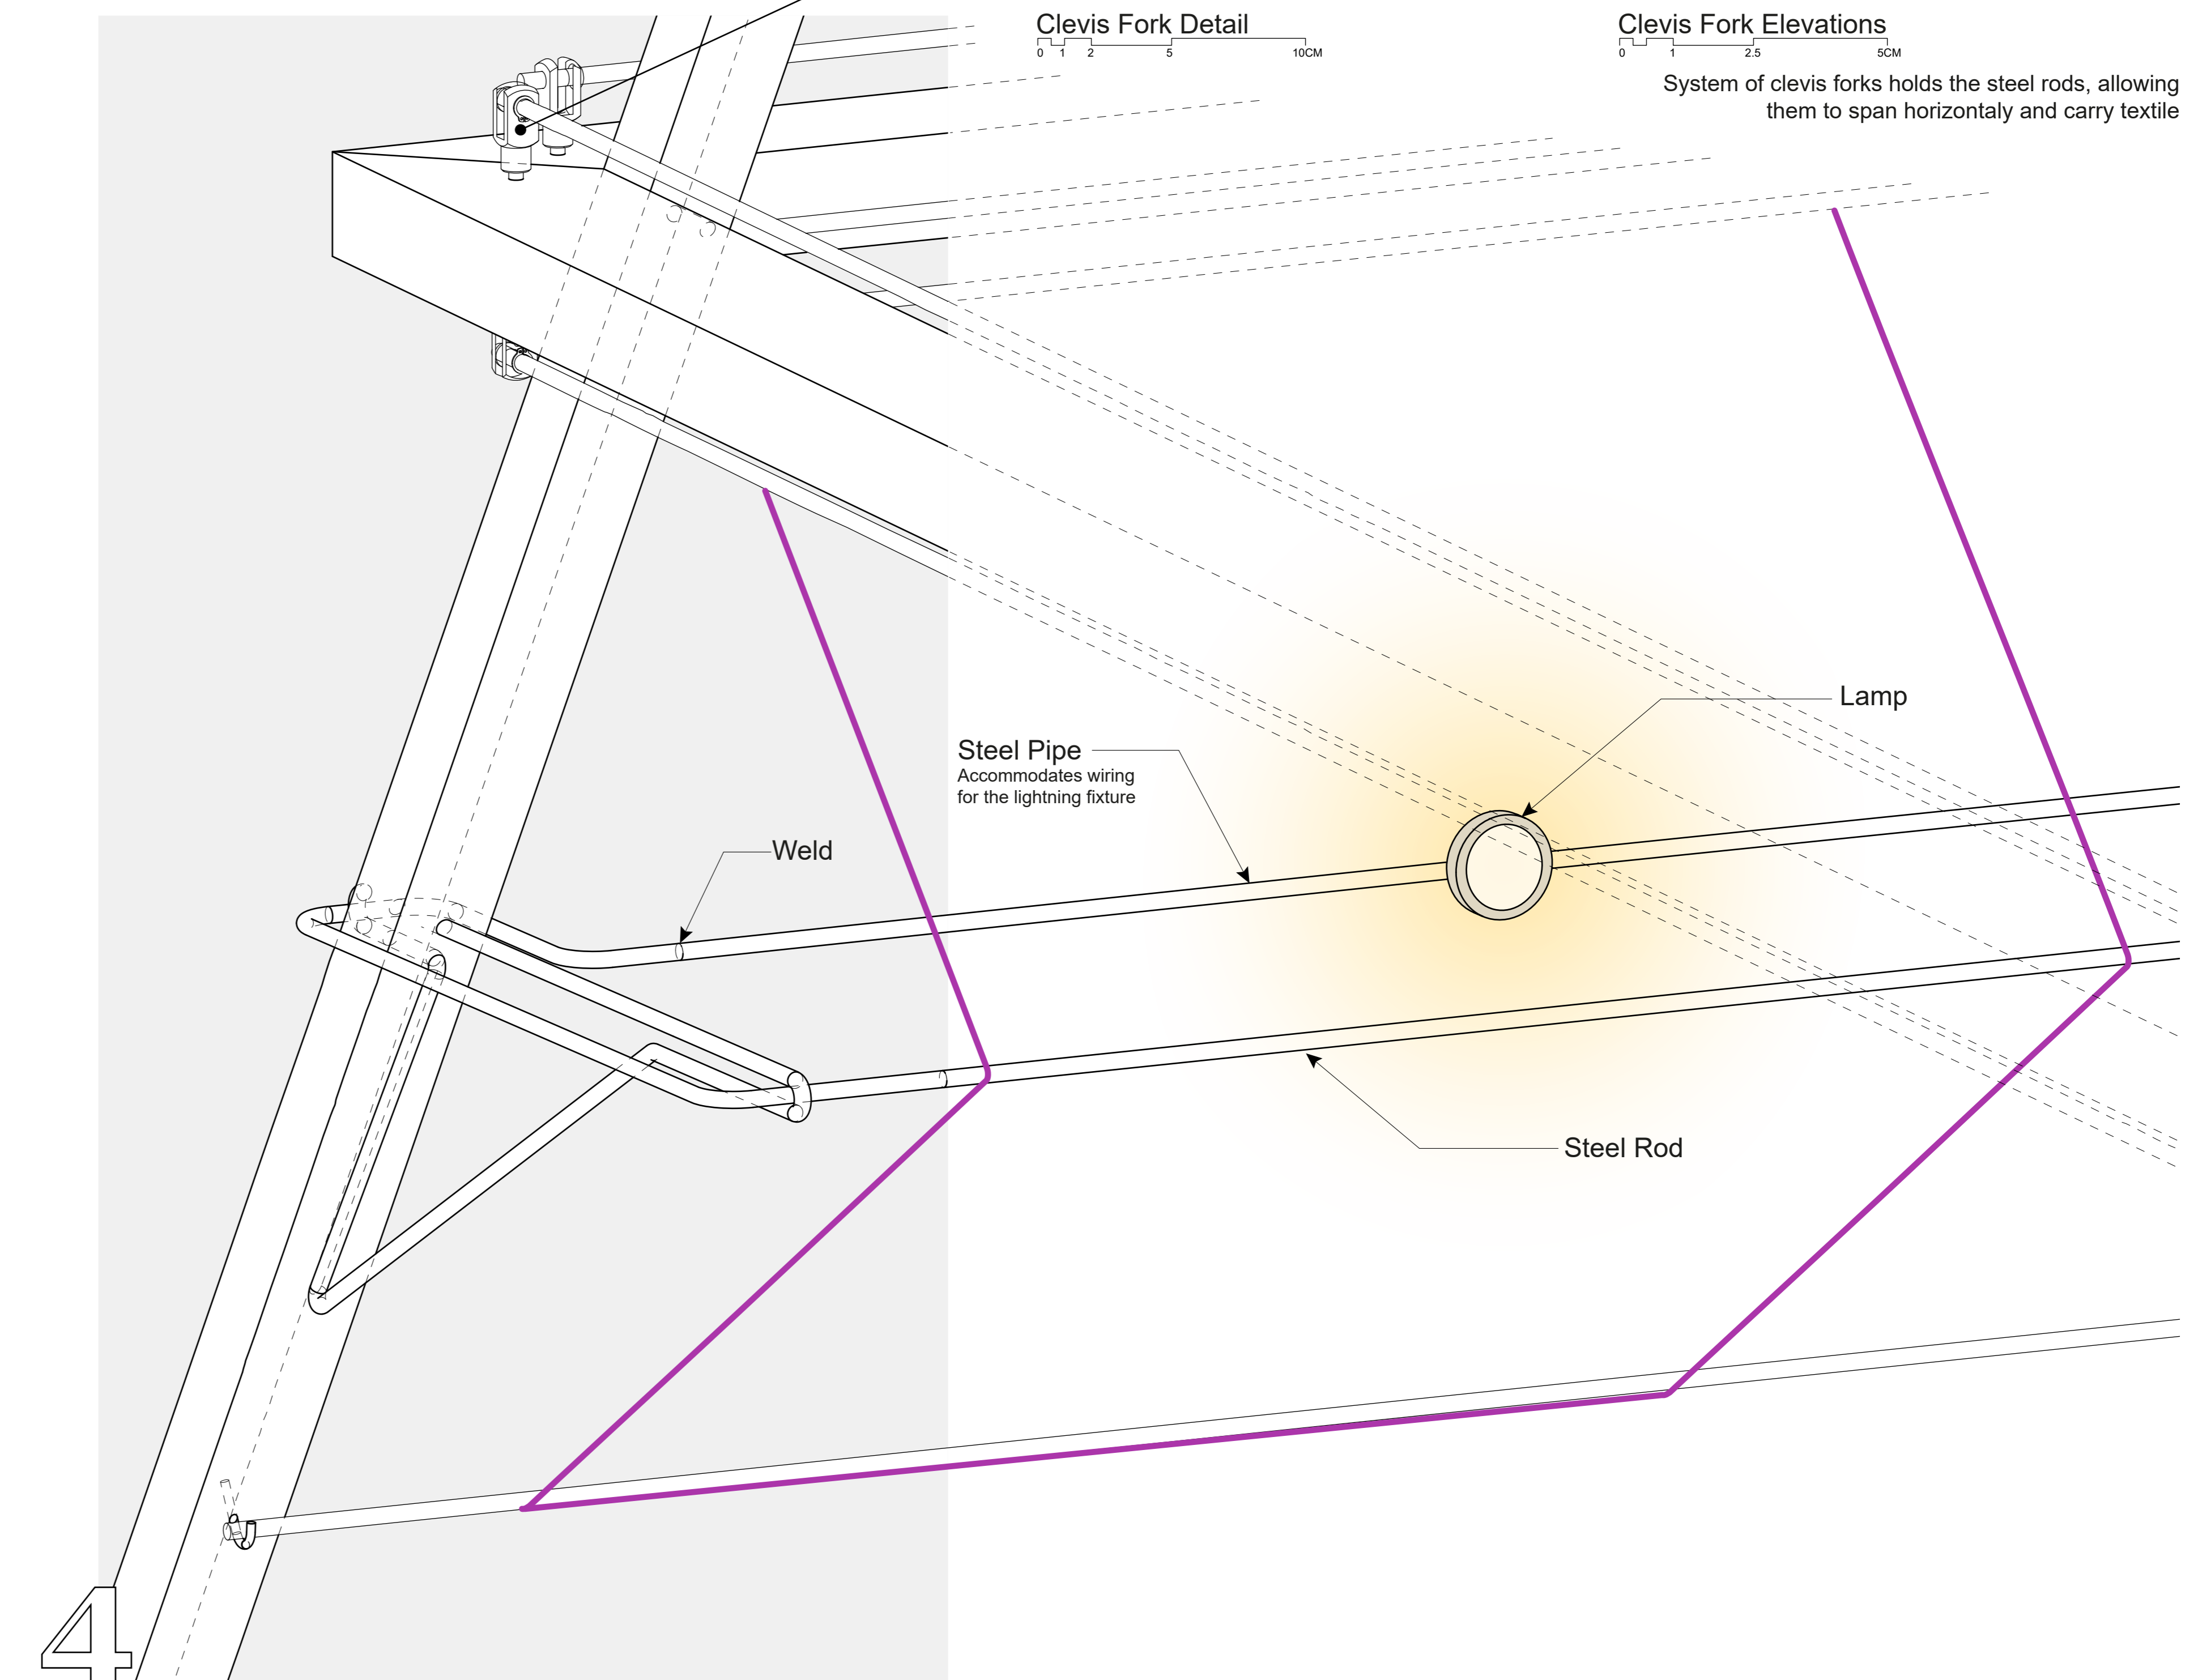 Clevis Fork Detail
0 1 2 5 10CM
Clevis Fork Elevations
0 1 2.5 5CM
System of clevis forks holds the steel rods, allowing
them to span horizontaly and carry textile
Lamp
Steel Pipe
Accommodates wiring
for the lightning fixture
Weld
Steel Rod
4